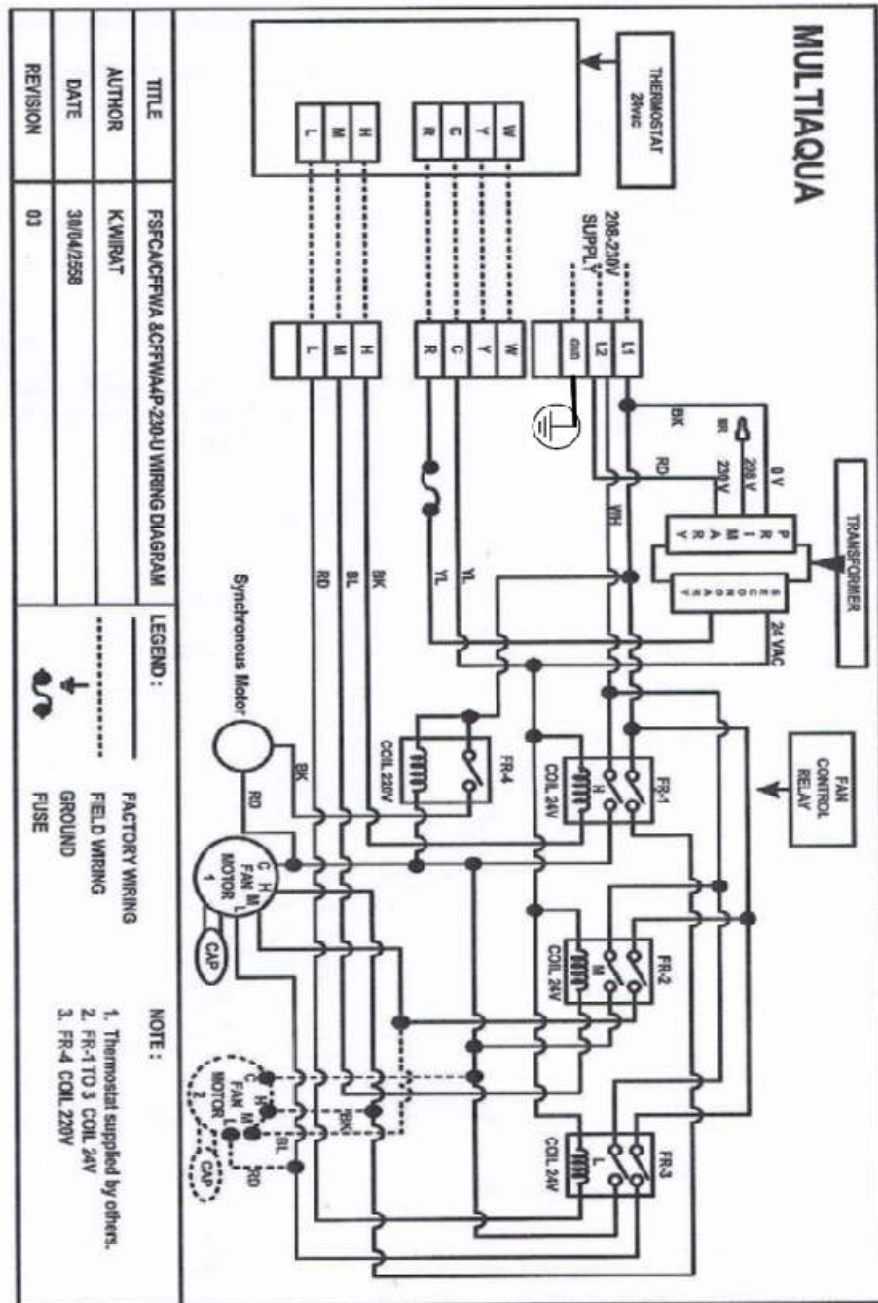 MULTIAQUA
THERMOSTAT
24vac
W
Y
C
R
H
M
L
208-230V
SUPPLY
L1
L2
GND
W
Y
C
R
H
M
L
TRANSFORMER
PRIMARY
SECONDARY
0 V
208 V
230 V
24 VAC
BK
BR
RD
WH
YL
YL
BK
BL
RD
FAN
CONTROL
RELAY
FR-1
H
COIL 24V
FR-2
M
COIL 24V
FR-3
L
COIL 24V
FR-4
COIL 220V
Synchronous Motor
BK
RD
C H M L
FAN
MOTOR
1
CAP
C H M L
FAN
MOTOR
2
CAP
BK
BL
RD
TITLE
FSFCA/CFFWA &CFFWA4P-230-U WIRING DIAGRAM
AUTHOR
K.WIRAT
DATE
30/04/2558
REVISION
03
LEGEND :
FACTORY WIRING
FIELD WIRING
GROUND
FUSE
NOTE :
1. Thermostat supplied by others.
2. FR-1 TO 3 COIL 24V
3. FR-4 COIL 220V